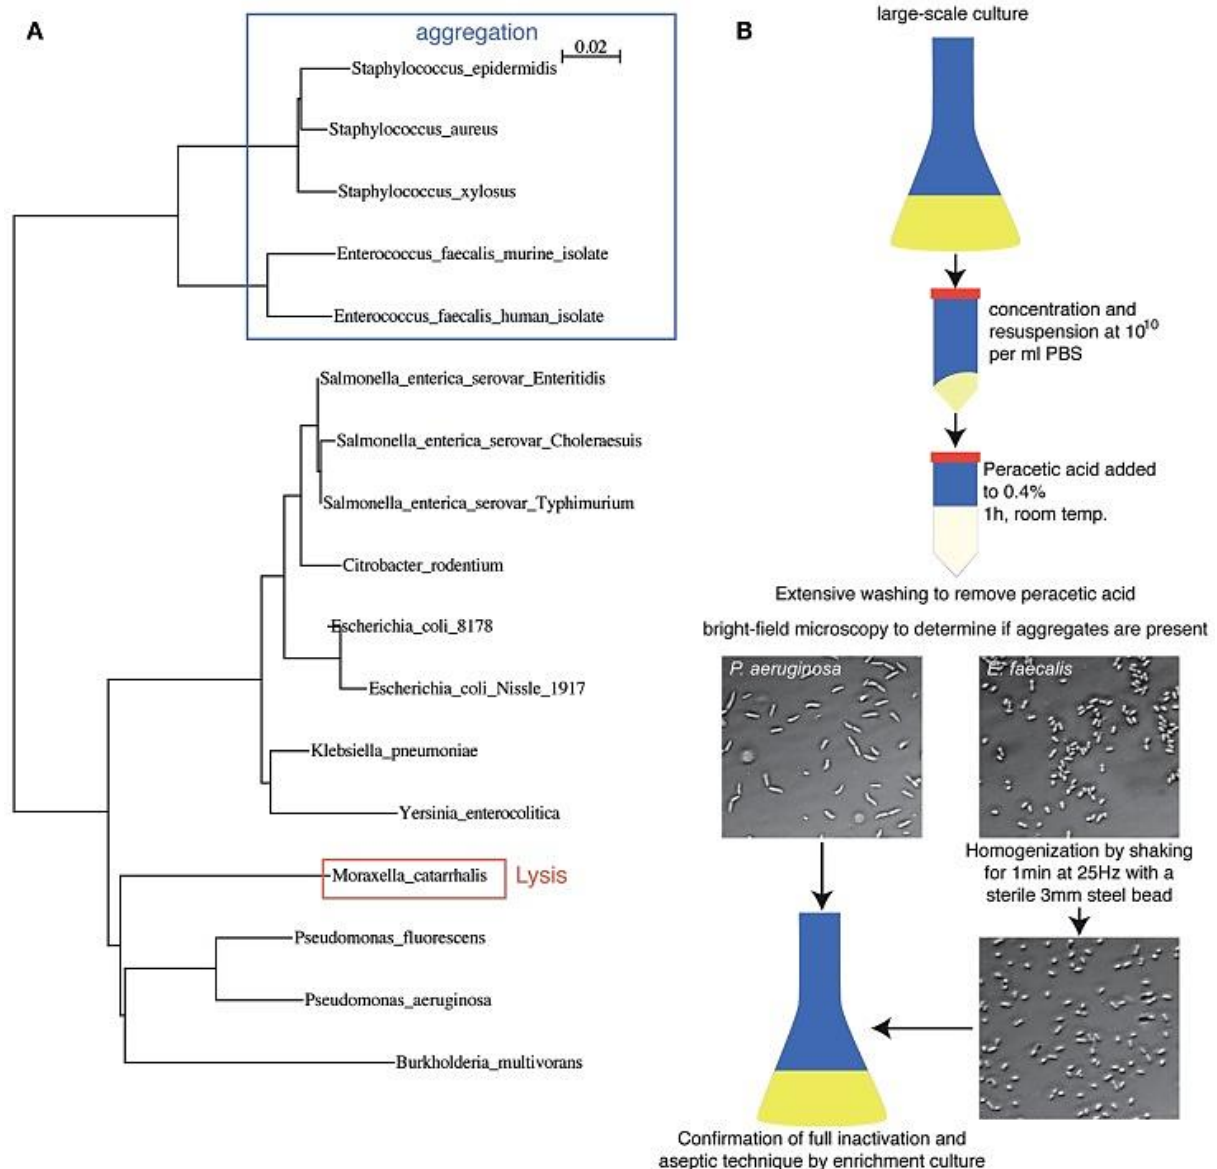 A
aggregation
0.02
Staphylococcus_epidermidis
Staphylococcus_aureus
Staphylococcus_xylosus
Enterococcus_faecalis_murine_isolate
Enterococcus_faecalis_human_isolate
Salmonella_enterica_serovar_Enteritidis
Salmonella_enterica_serovar_Choleraesuis
Salmonella_enterica_serovar_Typhimurium
Citrobacter_rodentium
Escherichia_coli_8178
Escherichia_coli_Nissle_1917
Klebsiella_pneumoniae
Yersinia_enterocolitica
Moraxella_catarrhalis
Lysis
Pseudomonas_fluorescens
Pseudomonas_aeruginosa
Burkholderia_multivorans
B
large-scale culture
concentration and
resuspension at 10¹⁰
per ml PBS
Peracetic acid added
to 0.4%
1h, room temp.
Extensive washing to remove peracetic acid
bright-field microscopy to determine if aggregates are present
P. aeruginosa
E. faecalis
Homogenization by shaking
for 1min at 25Hz with a
sterile 3mm steel bead
Confirmation of full inactivation and
aseptic technique by enrichment culture